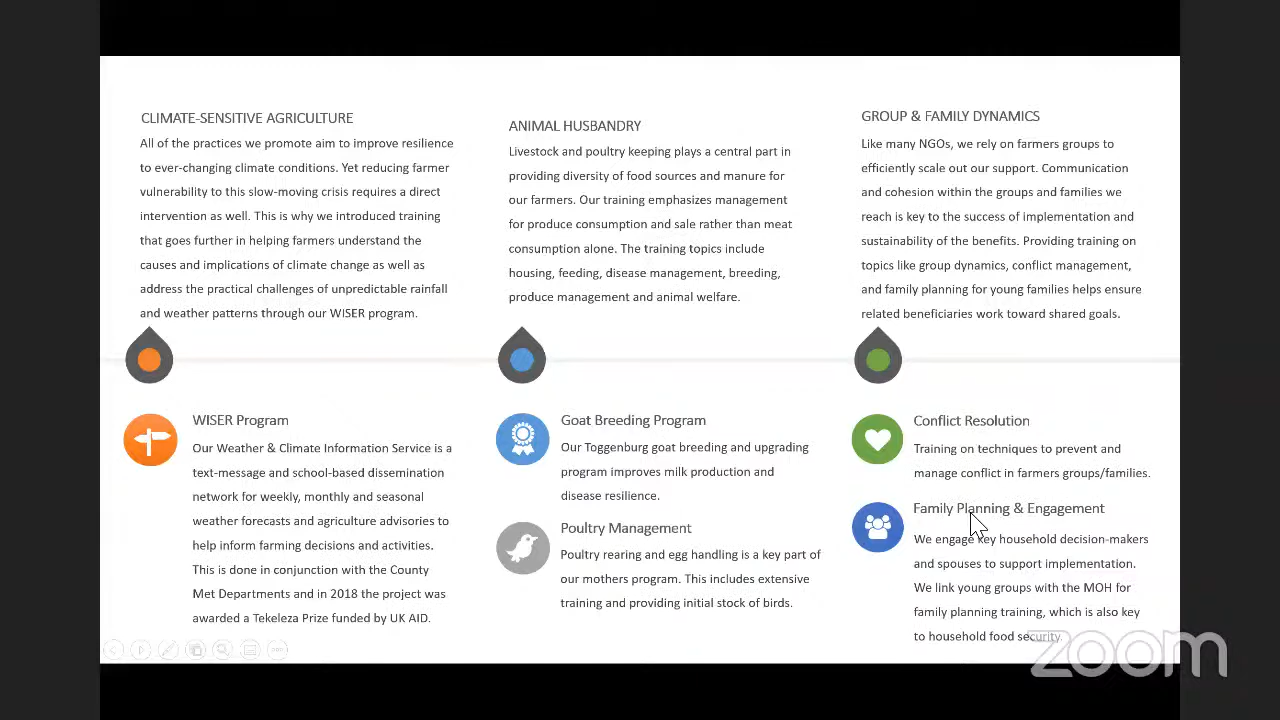 CLIMATE-SENSITIVE AGRICULTURE
All of the practices we promote aim to improve resilience
to ever-changing climate conditions. Yet reducing farmer
vulnerability to this slow-moving crisis requires a direct
intervention as well. This is why we introduced training
that goes further in helping farmers understand the
causes and implications of climate change as well as
address the practical challenges of unpredictable rainfall
and weather patterns through our WISER program.
WISER Program
Our Weather & Climate Information Service is a
text-message and school-based dissemination
network for weekly, monthly and seasonal
weather forecasts and agriculture advisories to
help inform farming decisions and activities.
This is done in conjunction with the County
Met Departments and in 2018 the project was
awarded a Tekeleza Prize funded by UK AID.
ANIMAL HUSBANDRY
Livestock and poultry keeping plays a central part in
providing diversity of food sources and manure for
our farmers. Our training emphasizes management
for produce consumption and sale rather than meat
consumption alone. The training topics include
housing, feeding, disease management, breeding,
produce management and animal welfare.
Goat Breeding Program
Our Toggenburg goat breeding and upgrading
program improves milk production and
disease resilience.
Poultry Management
Poultry rearing and egg handling is a key part of
our mothers program. This includes extensive
training and providing initial stock of birds.
GROUP & FAMILY DYNAMICS
Like many NGOs, we rely on farmers groups to
efficiently scale out our support. Communication
and cohesion within the groups and families we
reach is key to the success of implementation and
sustainability of the benefits. Providing training on
topics like group dynamics, conflict management,
and family planning for young families helps ensure
related beneficiaries work toward shared goals.
Conflict Resolution
Training on techniques to prevent and
manage conflict in farmers groups/families.
Family Planning & Engagement
We engage key household decision-makers
and spouses to support implementation.
We link young groups with the MOH for
family planning training, which is also key
to household food security.
zoom